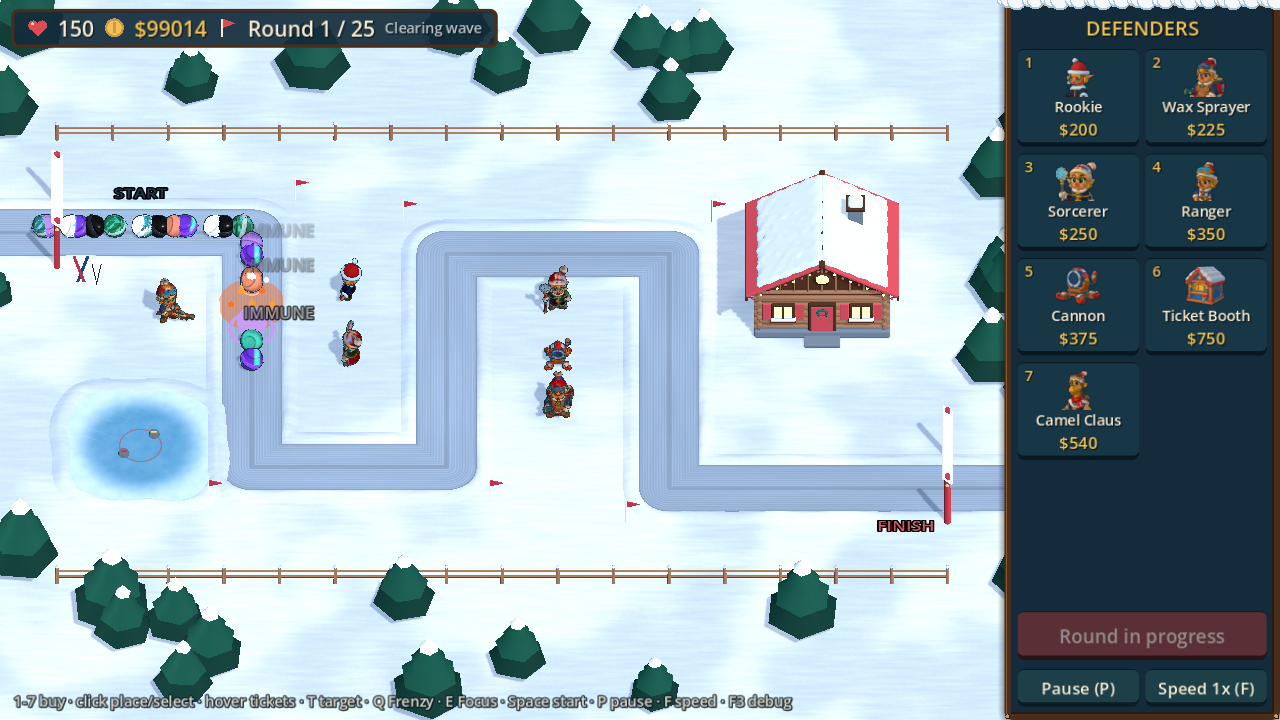 150 $99014 Round 1 / 25 Clearing wave
DEFENDERS
1 Rookie $200
2 Wax Sprayer $225
3 Sorcerer $250
4 Ranger $350
5 Cannon $375
6 Ticket Booth $750
7 Camel Claus $540
START
IMMUNE
IMMUNE
IMMUNE
FINISH
Round in progress
Pause (P)
Speed 1x (F)
1-7 buy · click place/select · hover tickets · T target · Q Frenzy · E Focus · Space start · P pause · F speed · F3 debug